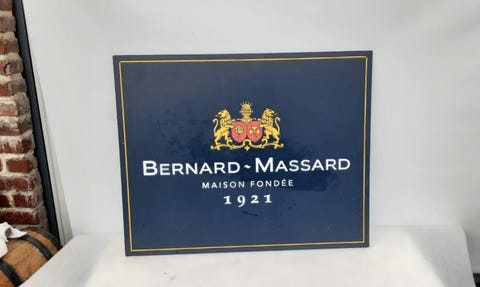 BERNARD ~ MASSARD
MAISON FONDÉE
1921